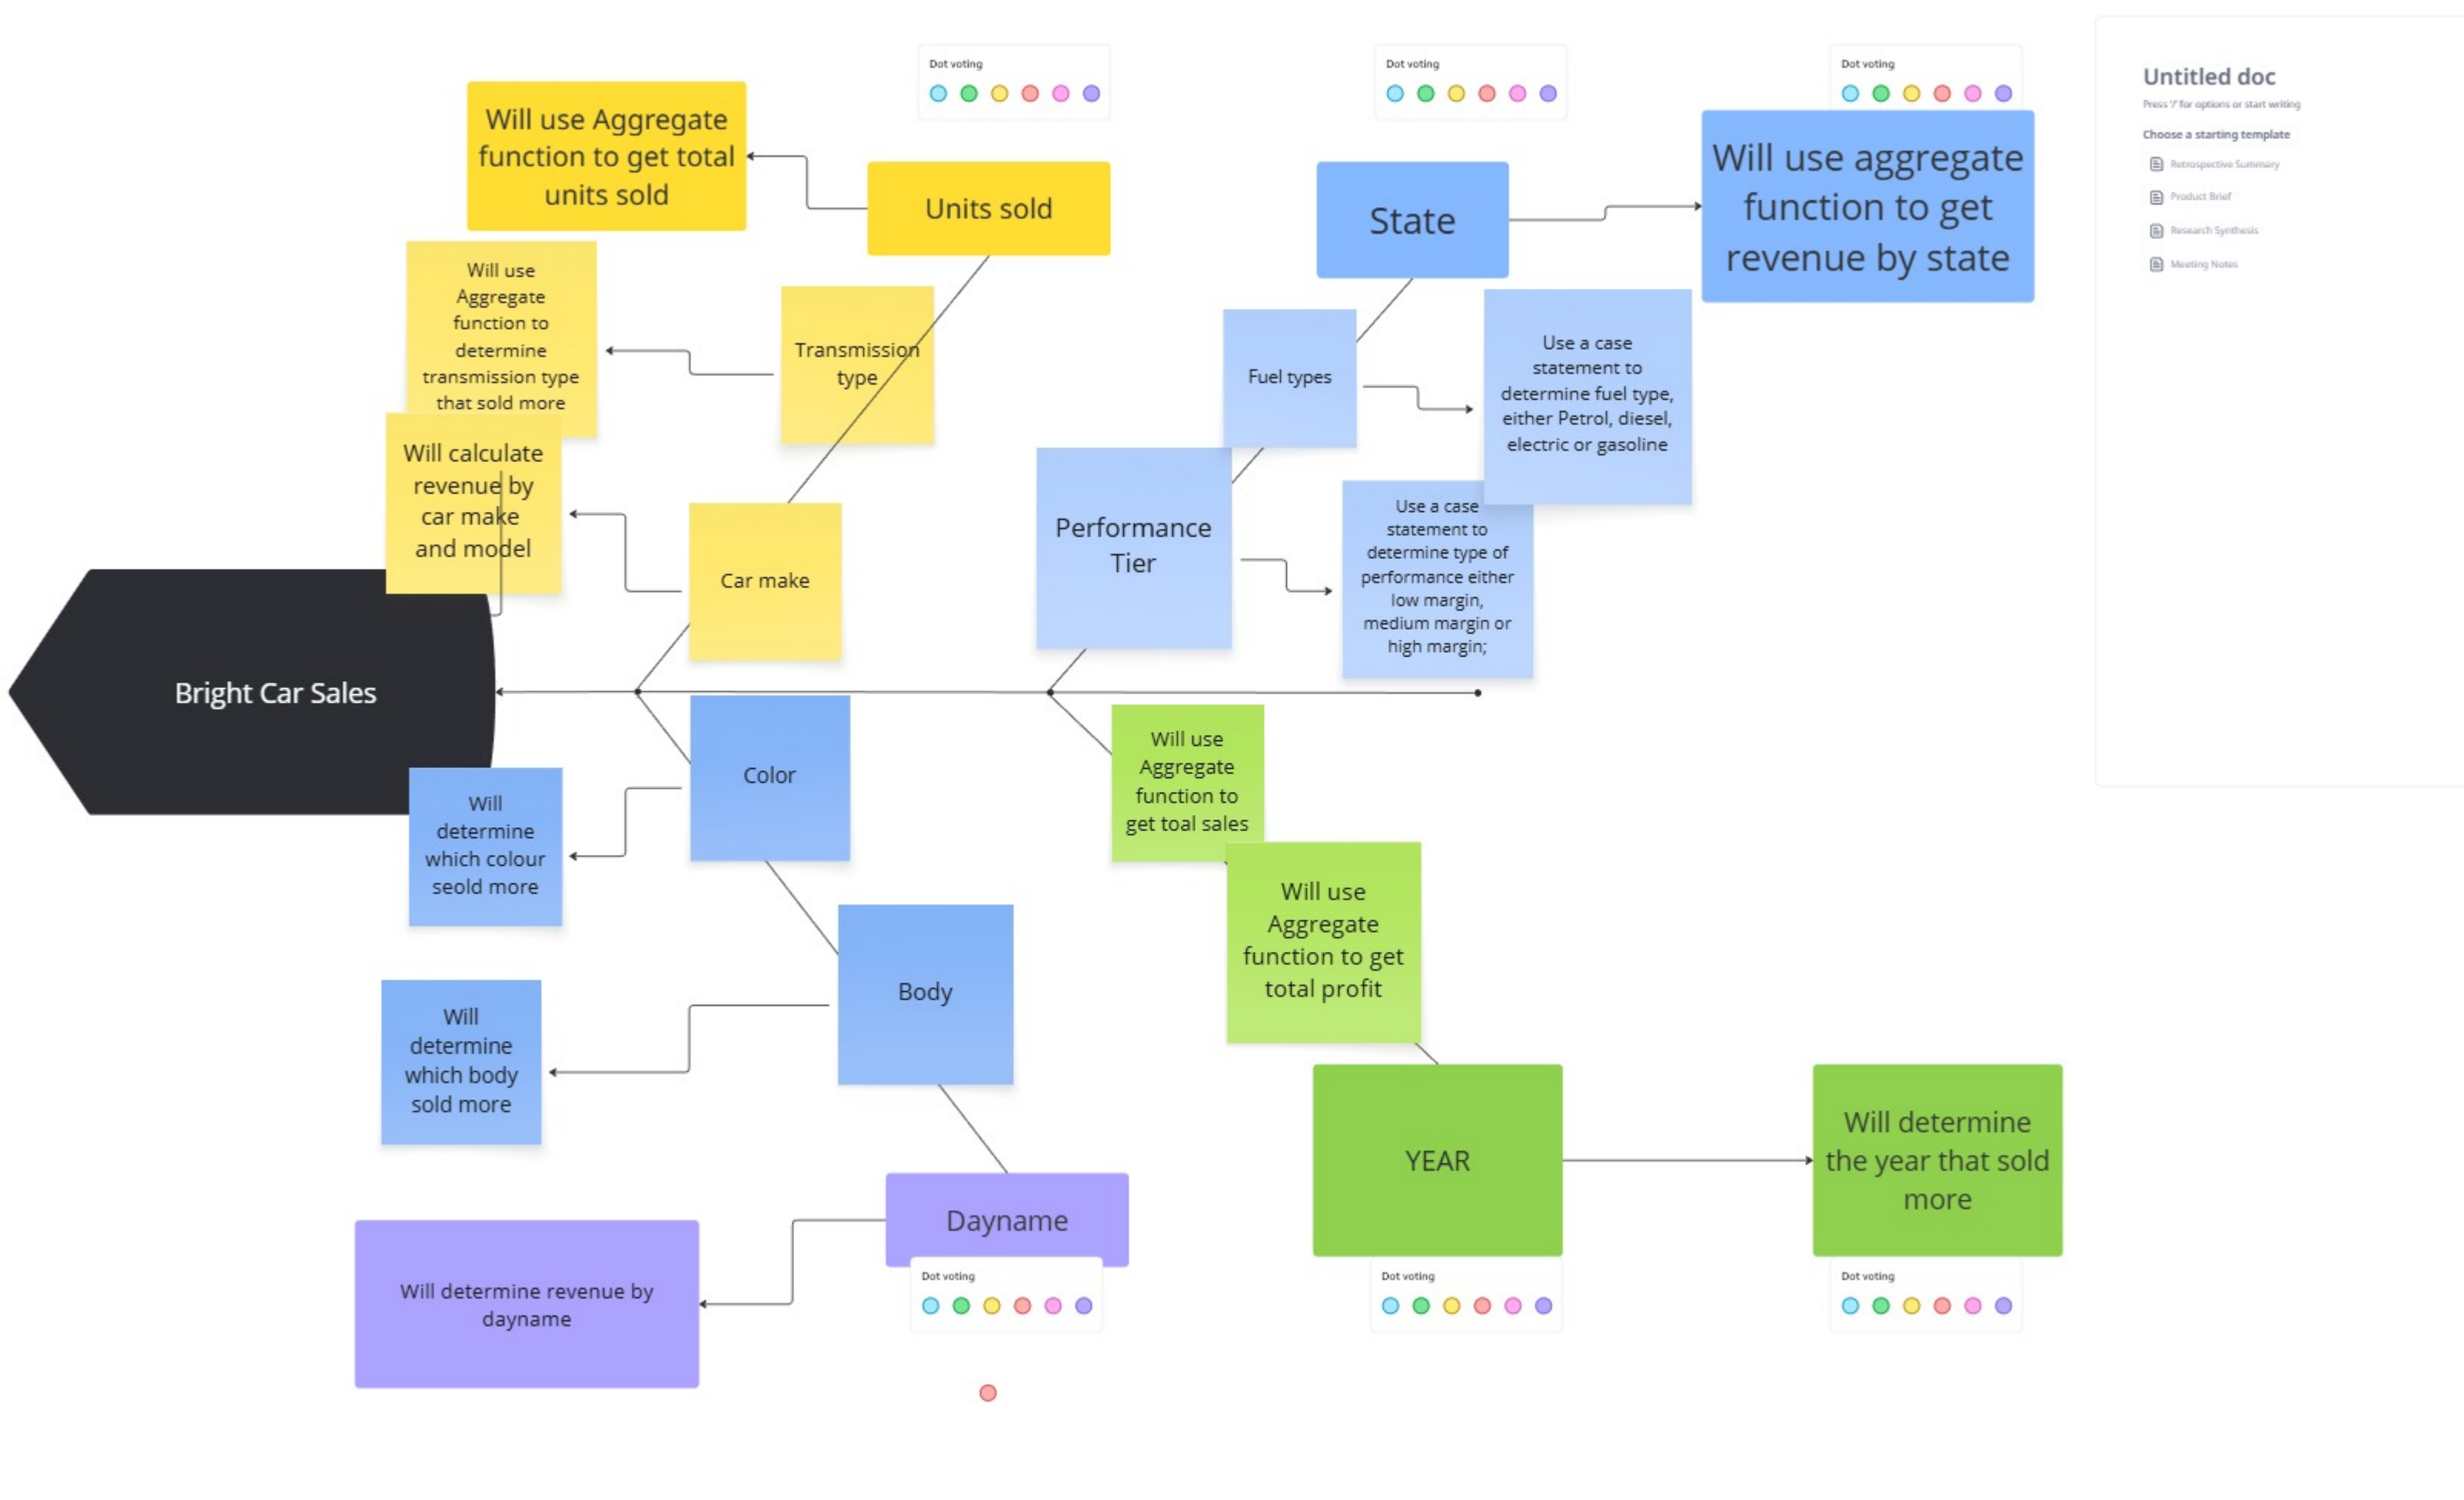 Dot voting
Dot voting
Dot voting
Untitled doc
Press '/' for options or start writing
Choose a starting template
Retrospective Summary
Product Brief
Research Synthesis
Meeting Notes
Will use Aggregate
function to get total
units sold
Units sold
State
Will use aggregate
function to get
revenue by state
Will use
Aggregate
function to
determine
transmission type
that sold more
Transmission
type
Fuel types
Use a case
statement to
determine fuel type,
either Petrol, diesel,
electric or gasoline
Will calculate
revenue by
car make
and model
Car make
Performance
Tier
Use a case
statement to
determine type of
performance either
low margin,
medium margin or
high margin;
Bright Car Sales
Color
Will
determine
which colour
seold more
Will use
Aggregate
function to
get toal sales
Will use
Aggregate
function to get
total profit
Body
Will
determine
which body
sold more
YEAR
Will determine
the year that sold
more
Dayname
Will determine revenue by
dayname
Dot voting
Dot voting
Dot voting